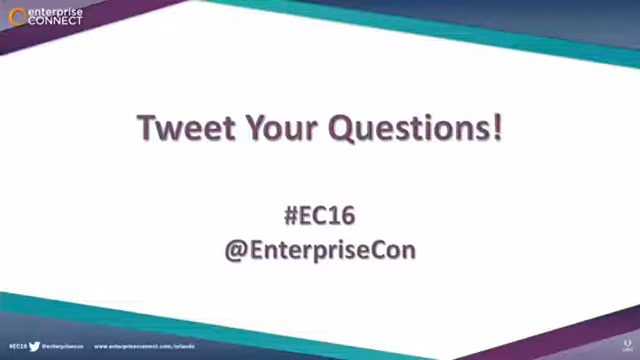 enterprise
CONNECT
Tweet Your Questions!
#EC16
@EnterpriseCon
#EC16 @enterprisecon www.enterpriseconnect.com/orlando